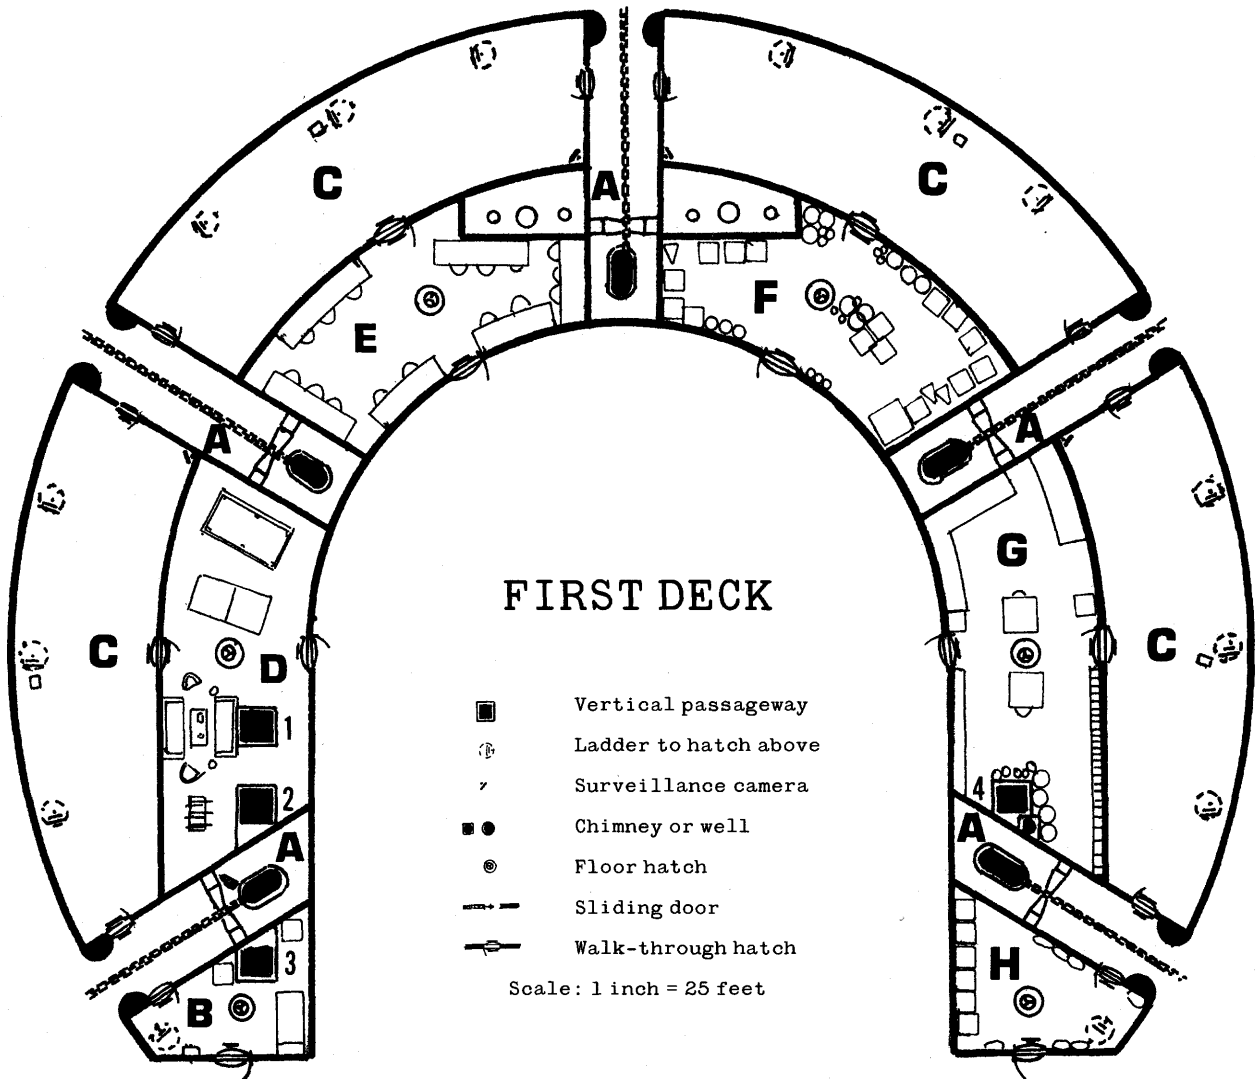 A
C
C
F
E
A
A
G
C
C
D
1
2
4
A
A
3
H
B
FIRST DECK
Vertical passageway
Ladder to hatch above
Surveillance camera
Chimney or well
Floor hatch
Sliding door
Walk-through hatch
Scale: 1 inch = 25 feet